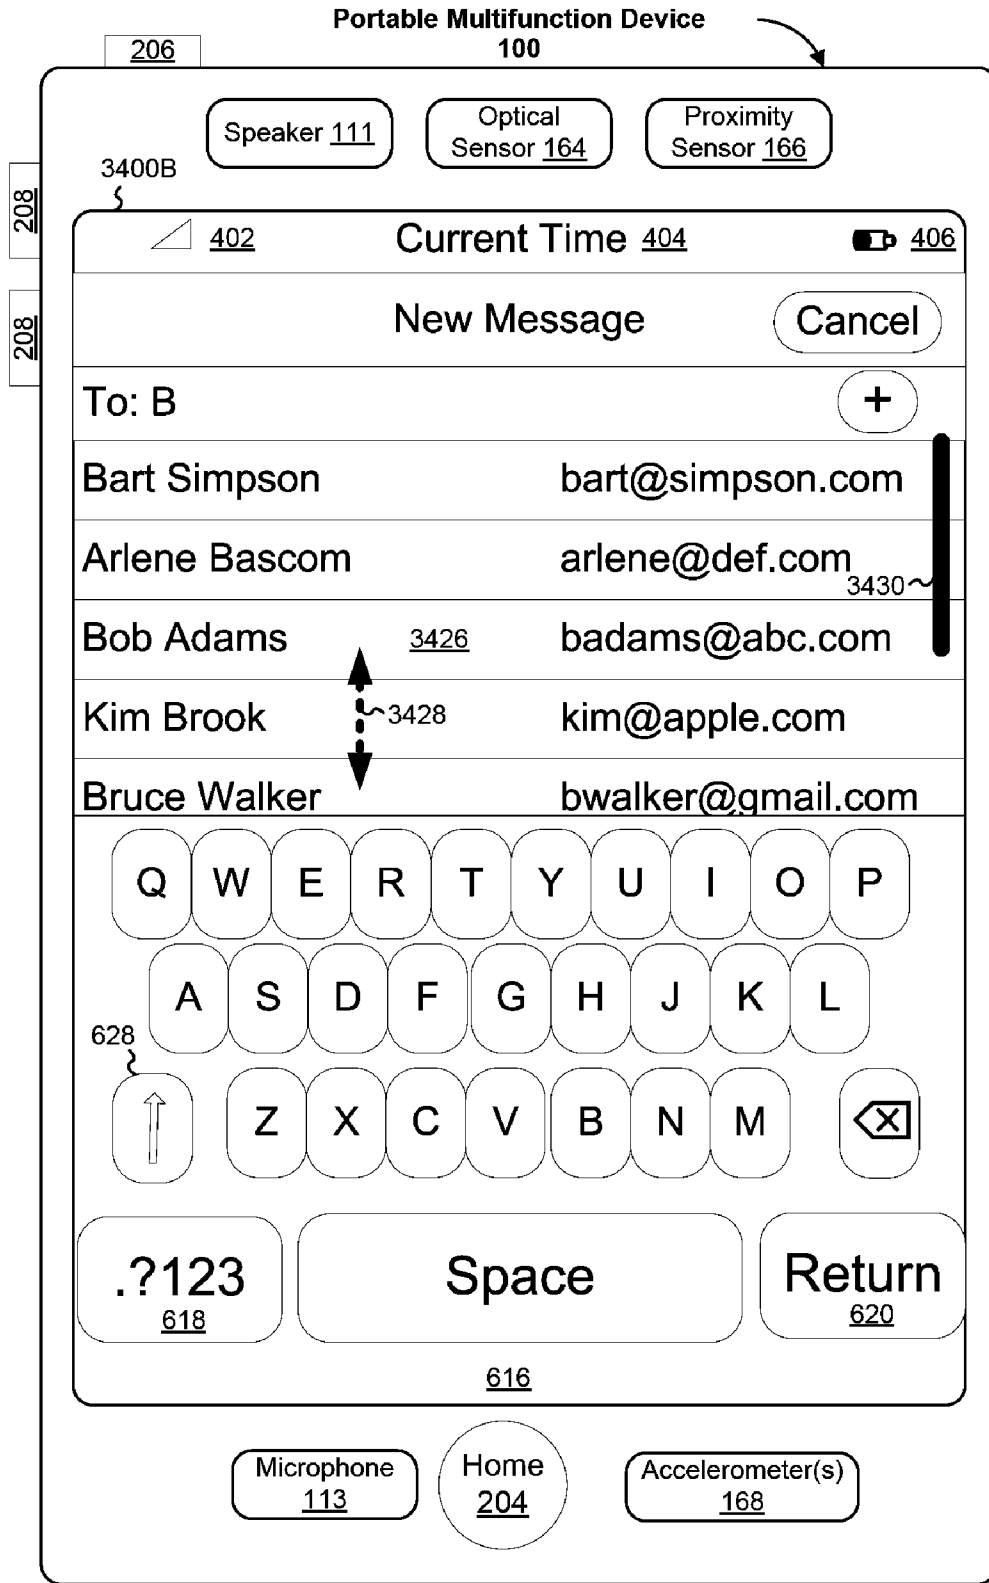 Portable Multifunction Device
100
206
Speaker 111
Optical
Sensor 164
Proximity
Sensor 166
3400B
208
208
402
Current Time 404
406
New Message
Cancel
To: B
+
Bart Simpson bart@simpson.com
Arlene Bascom arlene@def.com
3430
Bob Adams 3426 badams@abc.com
Kim Brook 3428 kim@apple.com
Bruce Walker bwalker@gmail.com
Q W E R T Y U I O P
A S D F G H J K L
628
Z X C V B N M
.?123
618
Space
Return
620
616
Microphone
113
Home
204
Accelerometer(s)
168